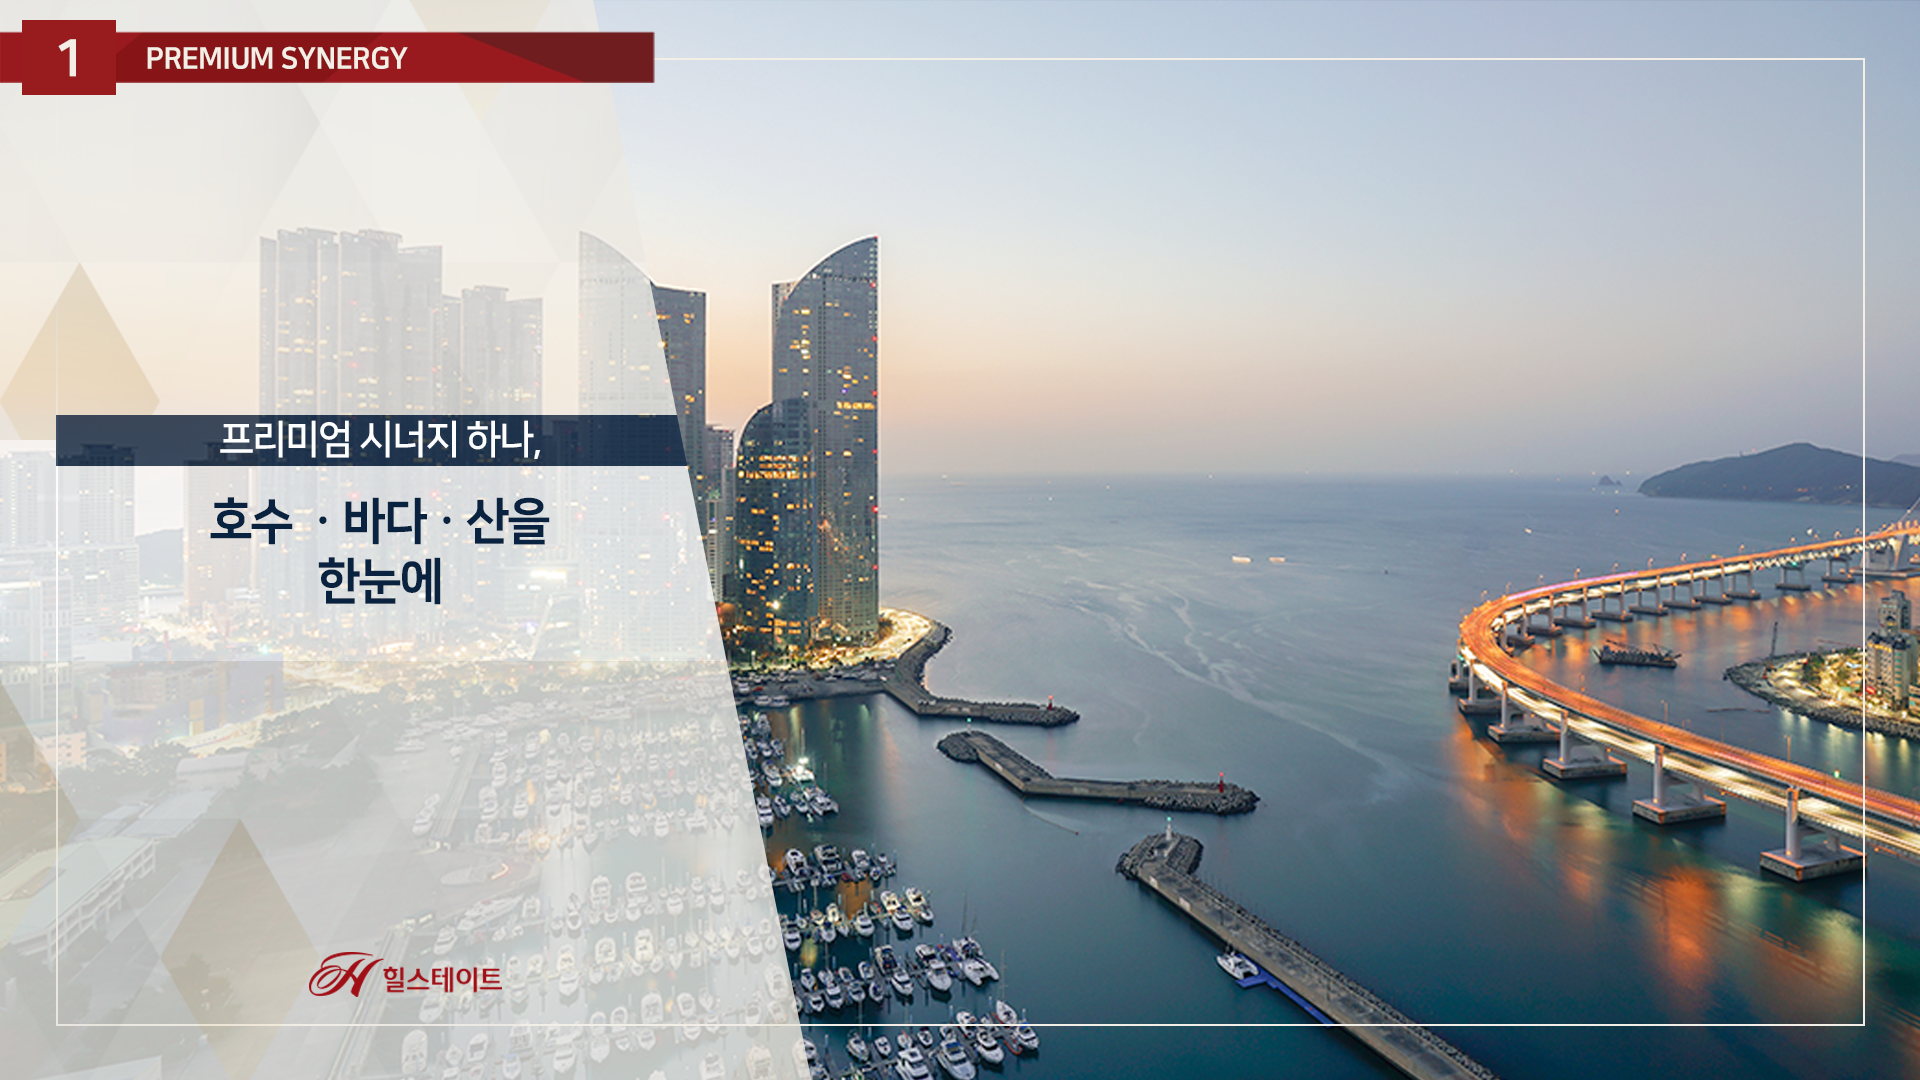 1
PREMIUM SYNERGY
프리미엄 시너지 하나,
호수 · 바다 · 산을
한눈에
H 힐스테이트